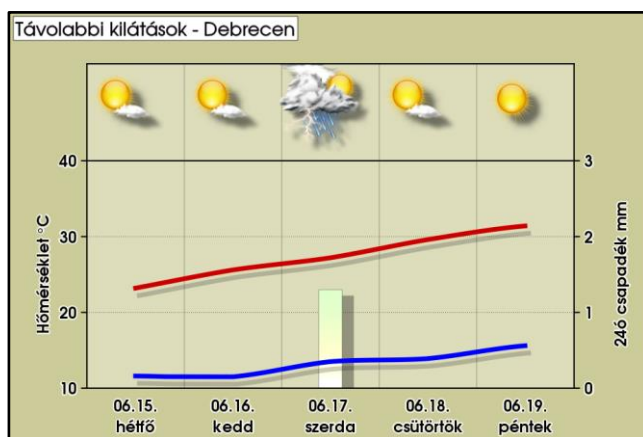 Távolabbi kilátások - Debrecen
40
30
20
10
Hőmérséklet °C
3
2
1
0
24ó csapadék mm
06.15. 06.16. 06.17. 06.18. 06.19.
hétfő kedd szerda csütörtök péntek